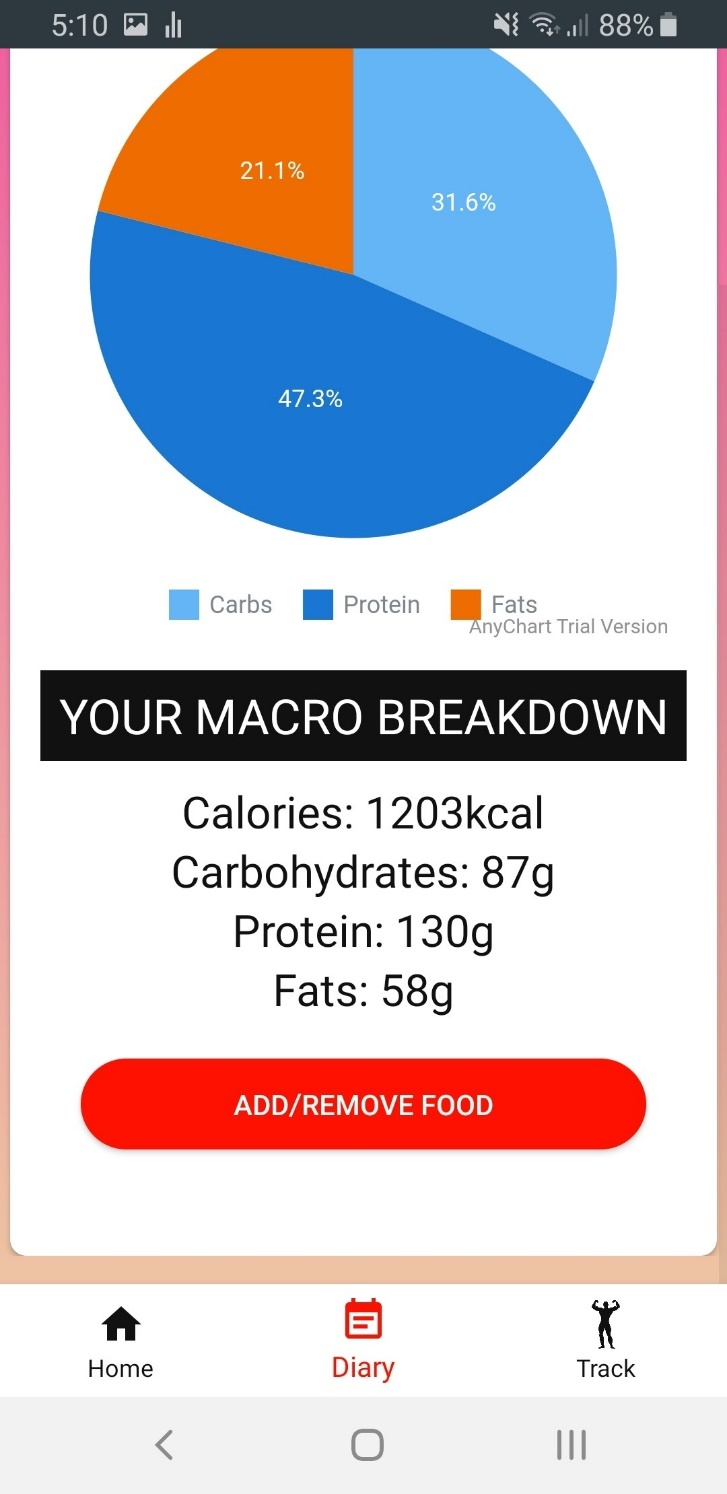 5:10 88%
21.1%
31.6%
47.3%
Carbs Protein Fats
AnyChart Trial Version
YOUR MACRO BREAKDOWN
Calories: 1203kcal
Carbohydrates: 87g
Protein: 130g
Fats: 58g
ADD/REMOVE FOOD
Home Diary Track